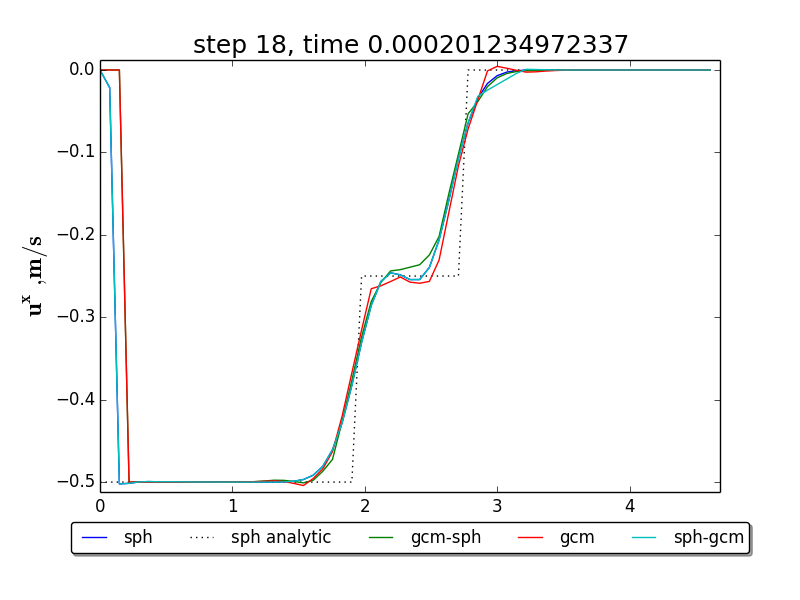 step 18, time 0.000201234972337
0.0
−0.1
−0.2
−0.3
−0.4
−0.5
u^x ,m/s
0 1 2 3 4
sph sph analytic gcm-sph gcm sph-gcm